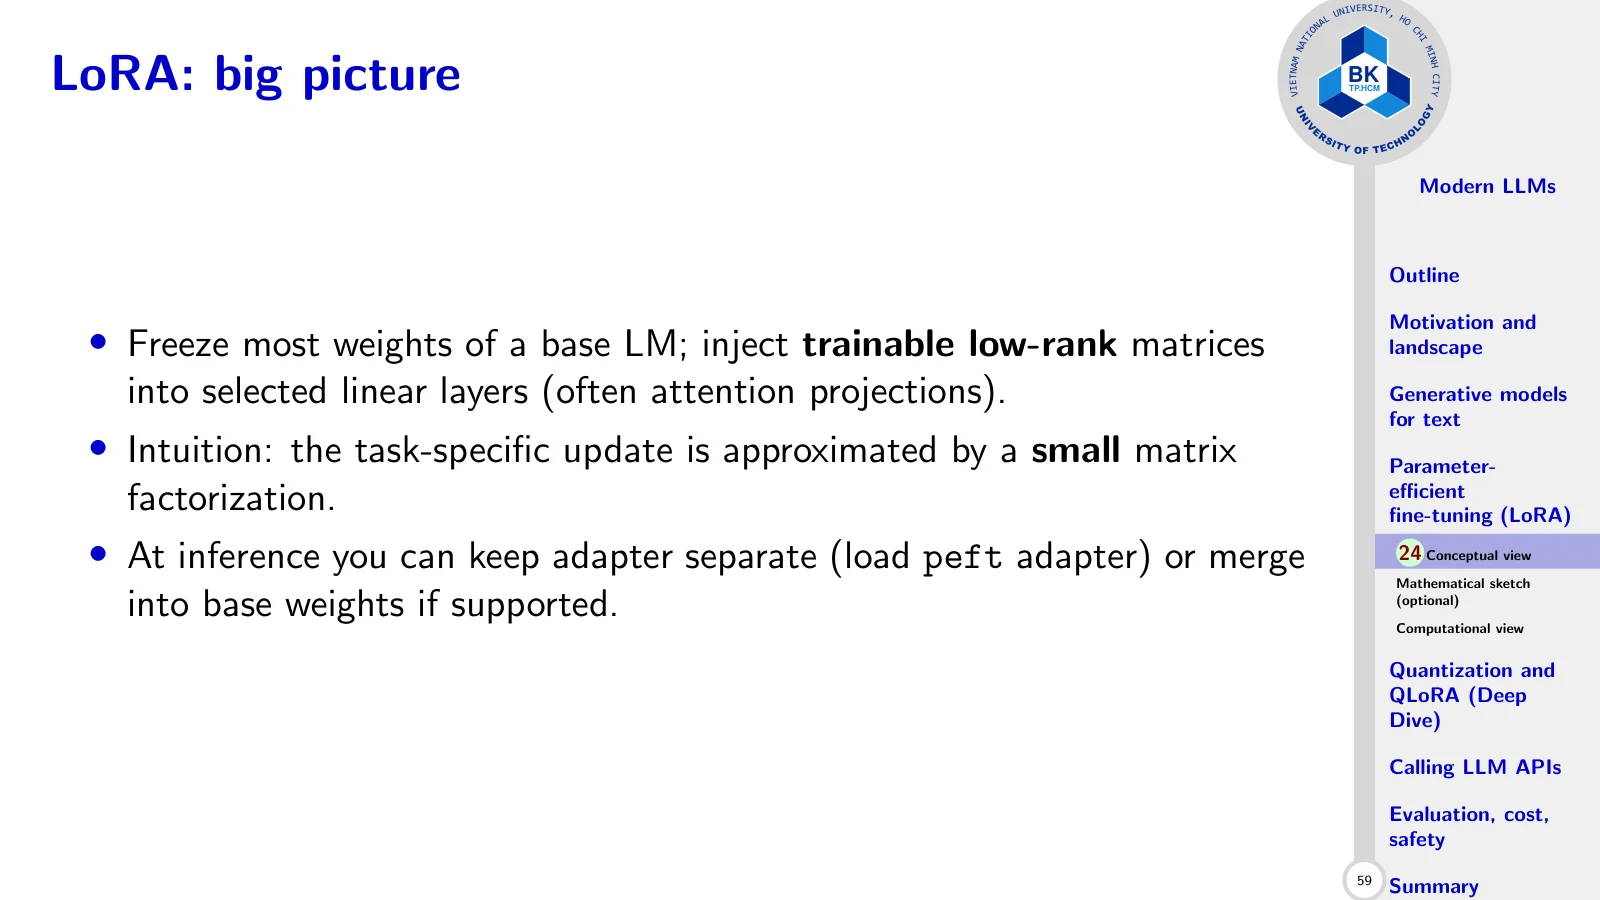 LoRA: big picture
• Freeze most weights of a base LM; inject trainable low-rank matrices
into selected linear layers (often attention projections).
• Intuition: the task-specific update is approximated by a small matrix
factorization.
• At inference you can keep adapter separate (load peft adapter) or merge
into base weights if supported.
VIETNAM NATIONAL UNIVERSITY, HO CHI MINH CITY
BK
TP.HCM
UNIVERSITY OF TECHNOLOGY
Modern LLMs
Outline
Motivation and
landscape
Generative models
for text
Parameter-
efficient
fine-tuning (LoRA)
24 Conceptual view
Mathematical sketch
(optional)
Computational view
Quantization and
QLoRA (Deep
Dive)
Calling LLM APIs
Evaluation, cost,
safety
Summary
59